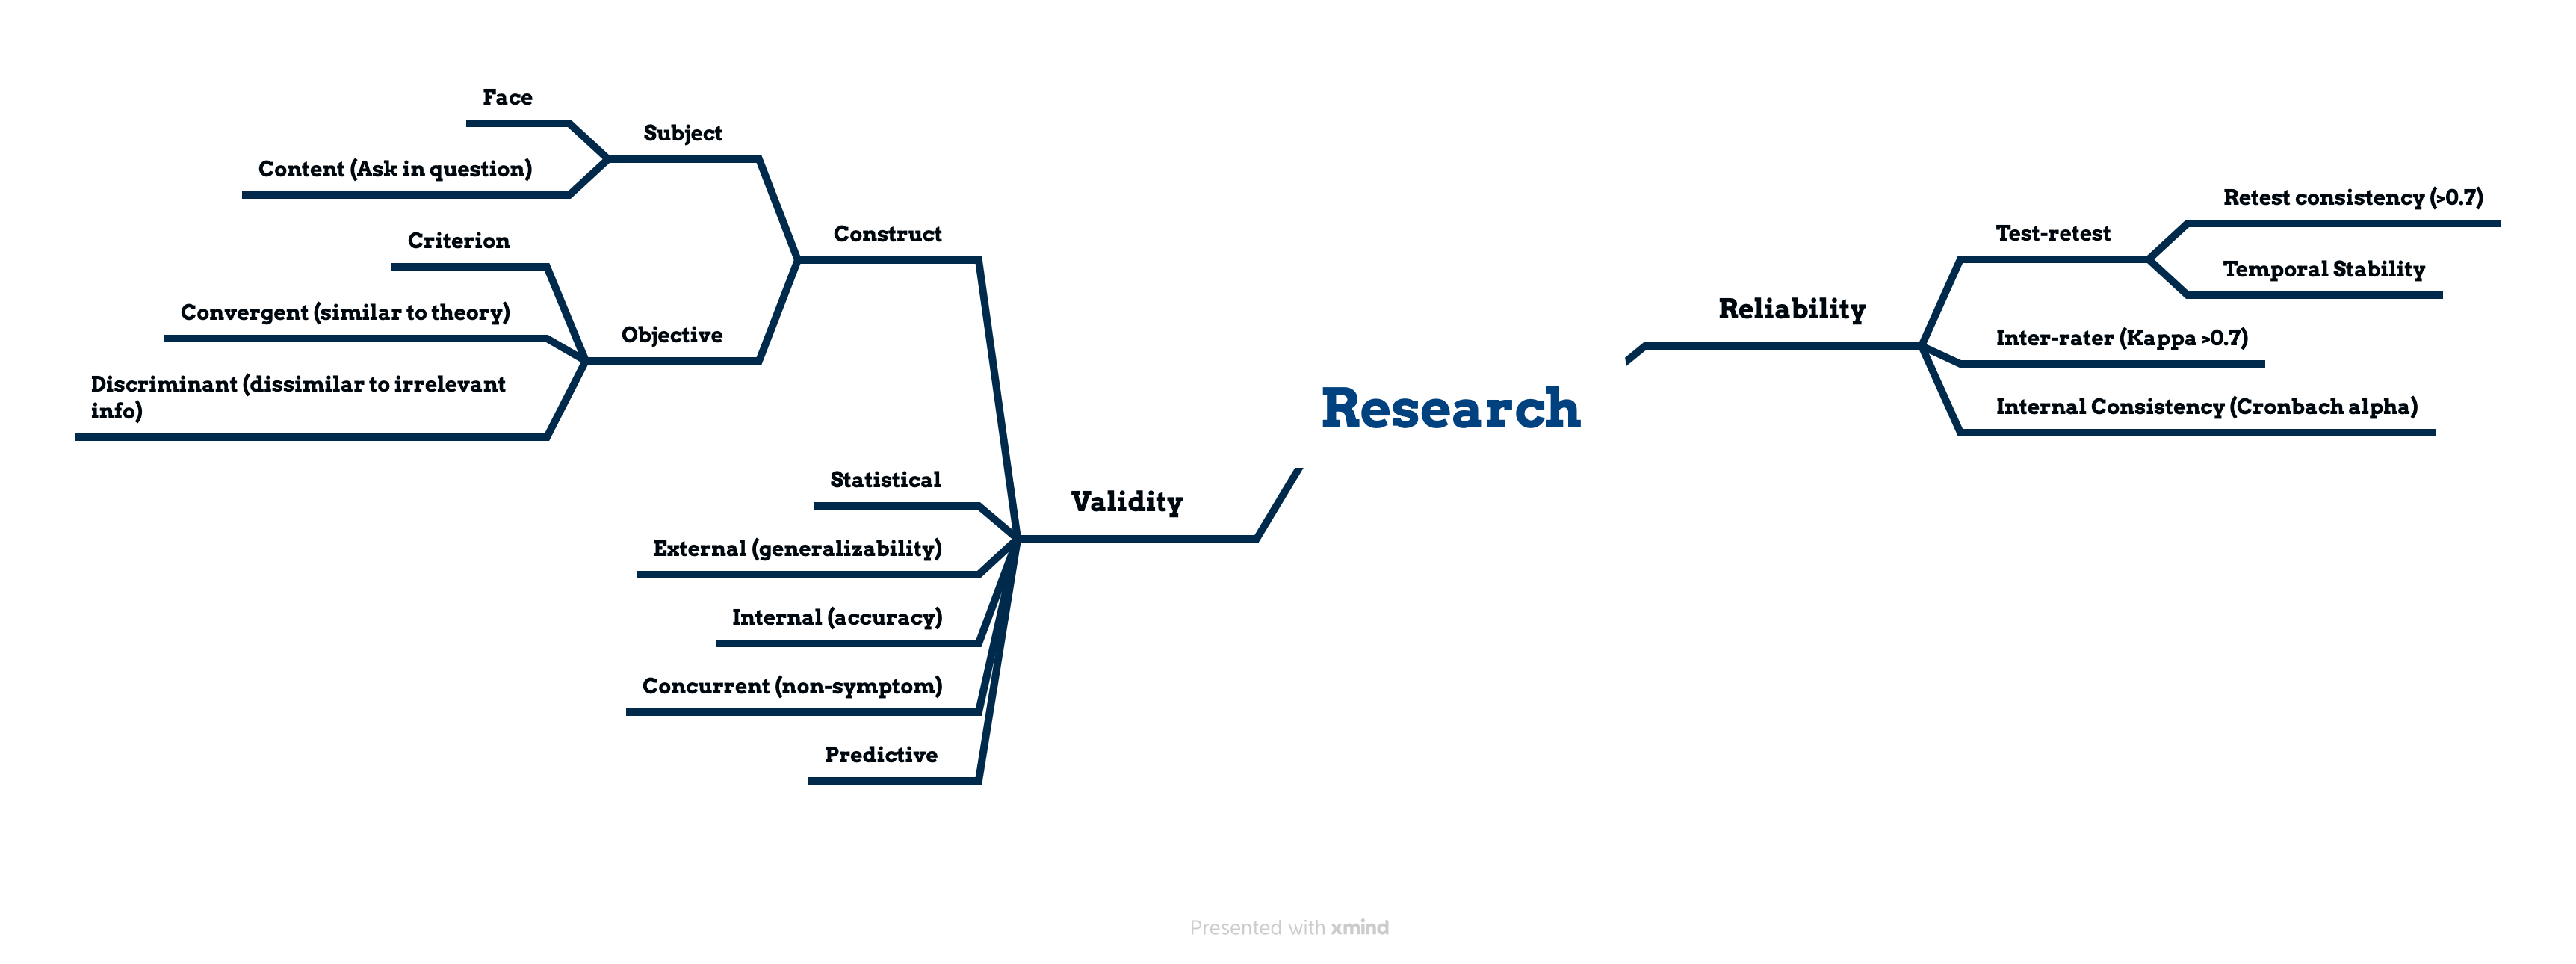 Face
Subject
Content (Ask in question)
Criterion
Construct
Convergent (similar to theory)
Objective
Discriminant (dissimilar to irrelevant
info)
Statistical
Validity
External (generalizability)
Internal (accuracy)
Concurrent (non-symptom)
Predictive
Research
Reliability
Test-retest
Retest consistency (>0.7)
Temporal Stability
Inter-rater (Kappa >0.7)
Internal Consistency (Cronbach alpha)
Presented with xmind